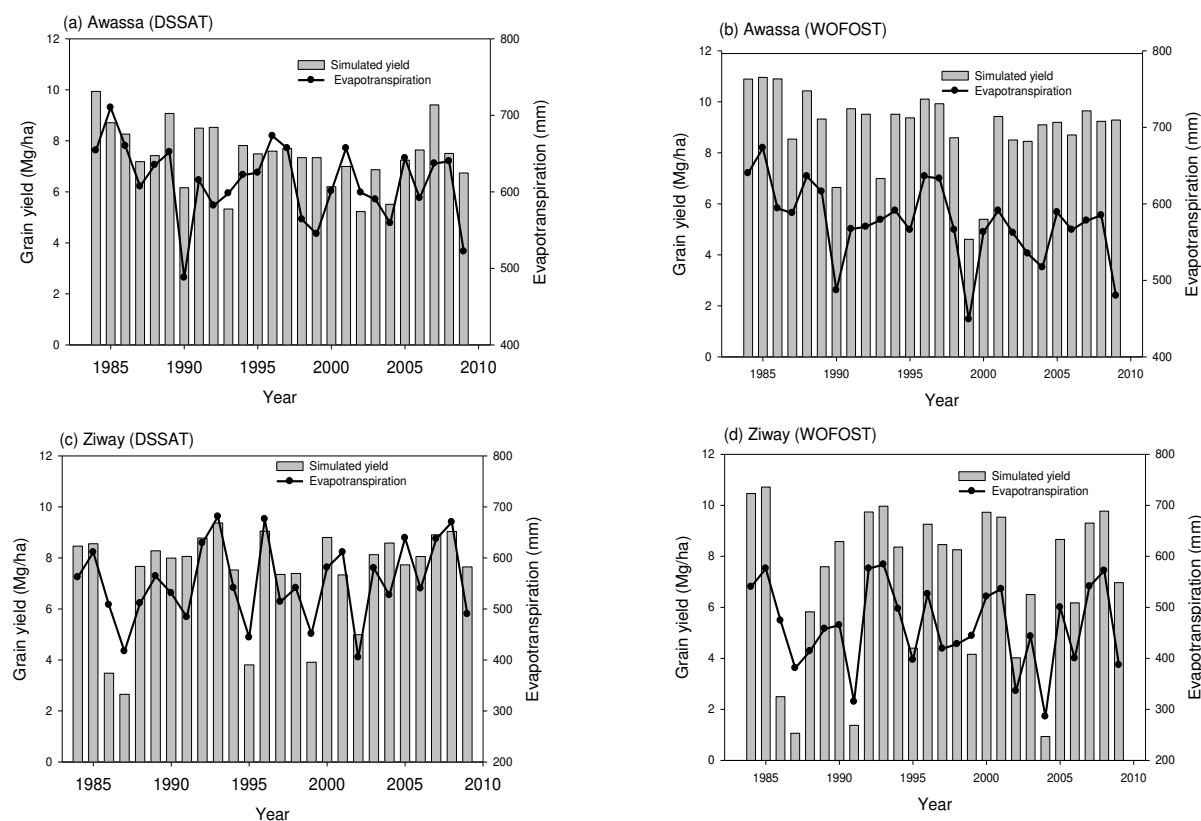 (a) Awassa (DSSAT)
12
10
8
6
4
2
0
Grain yield (Mg/ha)
Simulated yield
Evapotranspiration
800
700
600
500
400
Evapotranspiration (mm)
1985 1990 1995 2000 2005 2010
Year
(b) Awassa (WOFOST)
12
10
8
6
4
2
0
Grain yield (Mg/ha)
Simulated yield
Evapotranspiration
800
700
600
500
400
Evapotranspiration (mm)
1985 1990 1995 2000 2005 2010
Year
(c) Ziway (DSSAT)
12
10
8
6
4
2
0
Grain yield (Mg/ha)
Simulated yield
Evapotranspiration
800
700
600
500
400
300
200
Evapotranspiration (mm)
1985 1990 1995 2000 2005 2010
Year
(d) Ziway (WOFOST)
12
10
8
6
4
2
0
Grain yield (Mg/ha)
Simulated yield
Evapotranspiration
800
700
600
500
400
300
200
Evapotranspiration (mm)
1985 1990 1995 2000 2005 2010
Year